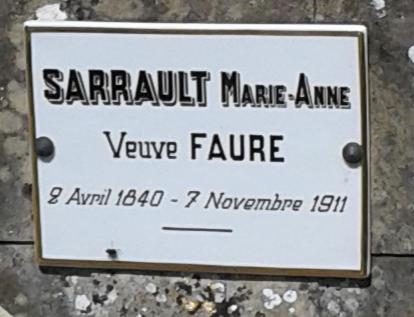 SARRAULT MARIE-ANNE
Veuve FAURE
2 Avril 1840 - 7 Novembre 1911